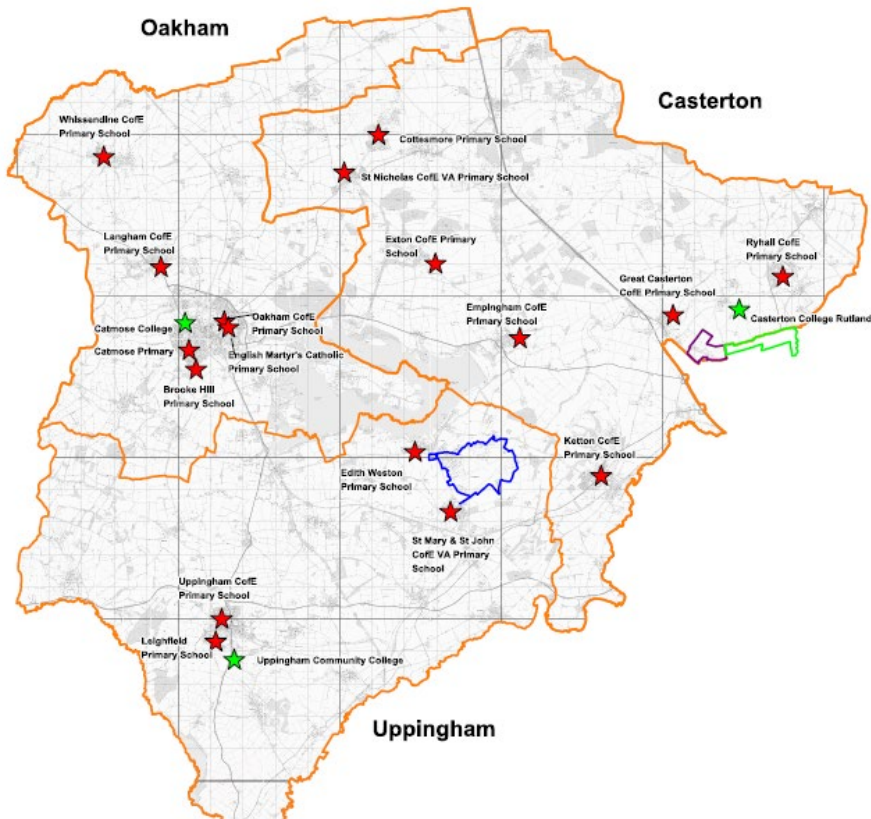 Oakham
Casterton
Whissendine CofE
Primary School
Cottesmore Primary School
St Nicholas CofE VA Primary School
Langham CofE
Primary School
Exton CofE Primary
School
Ryhall CofE
Primary School
Great Casterton
CofE Primary School
Casterton College Rutland
Empingham CofE
Primary School
Catmose College
Oakham CofE
Primary School
Catmose Primary
English Martyr's Catholic
Primary School
Brooke Hill
Primary School
Ketton CofE
Primary School
Edith Weston
Primary School
St Mary & St John
CofE VA Primary
School
Uppingham CofE
Primary School
Leighfield
Primary School
Uppingham Community College
Uppingham